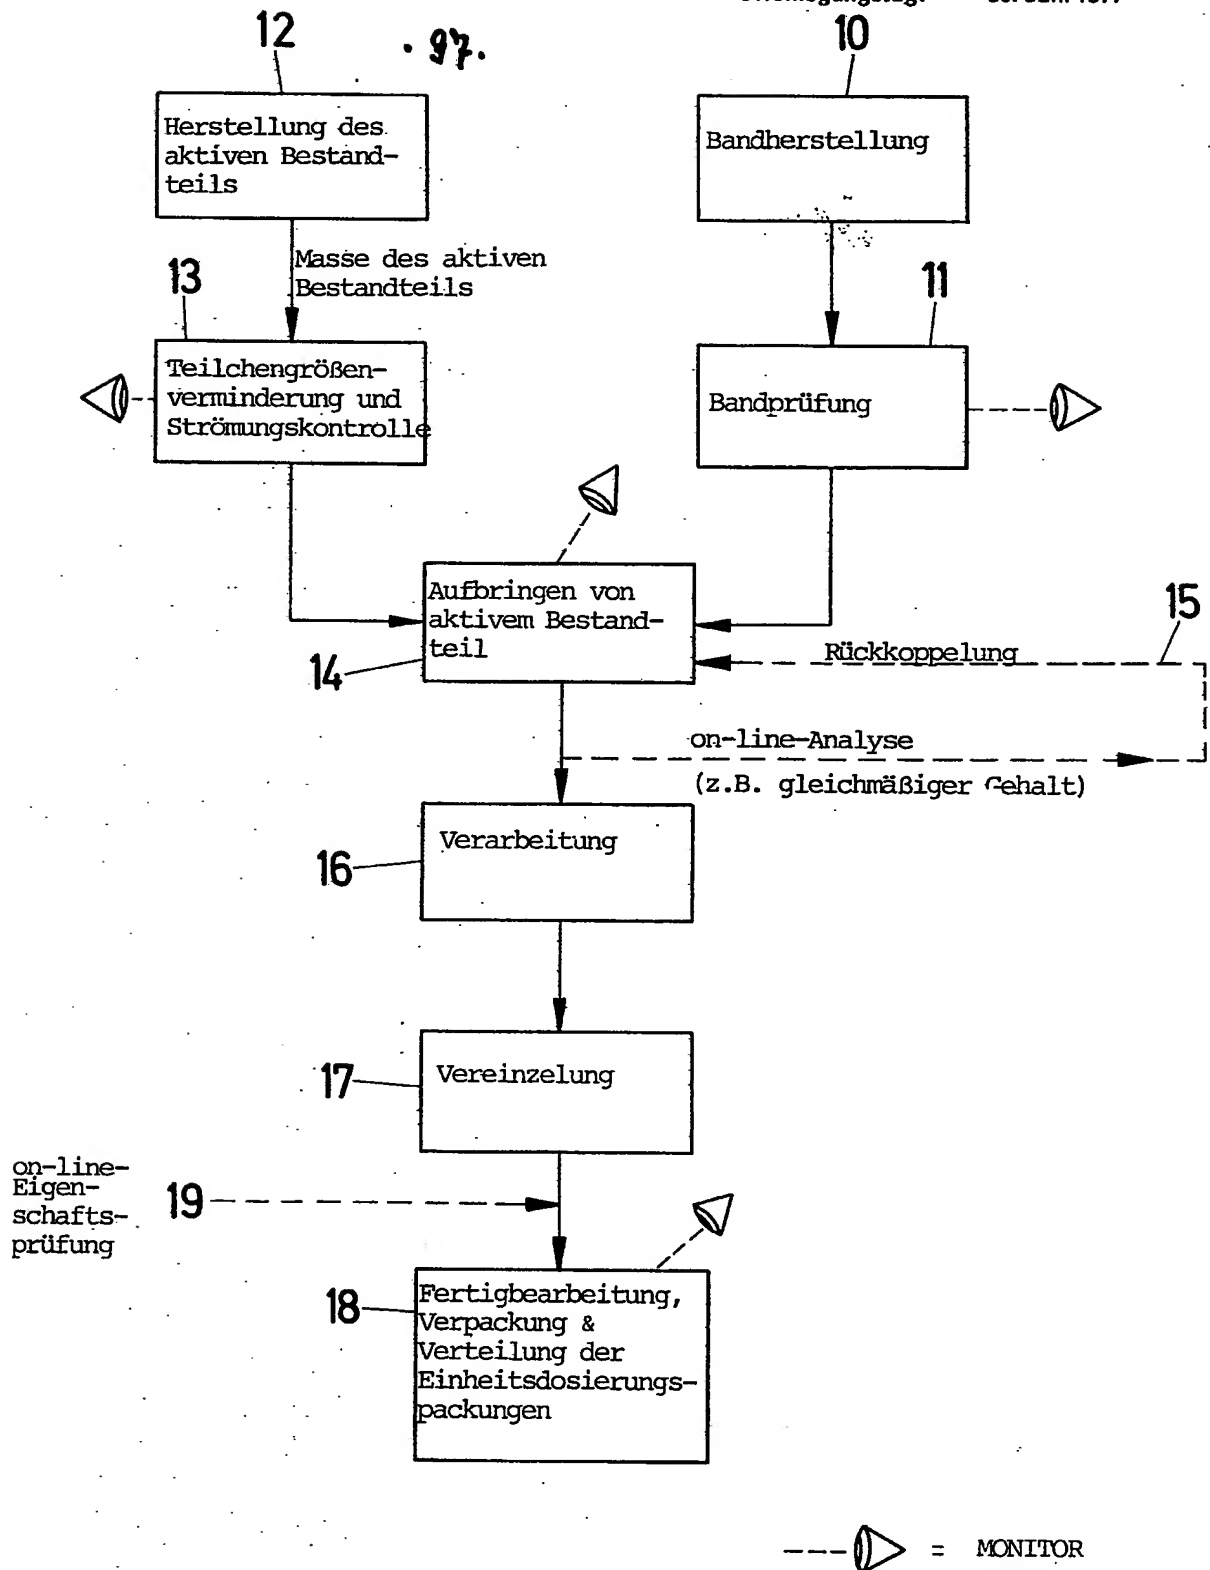 12
· 97.
10
Herstellung des
aktiven Bestand-
teils
Bandherstellung
Masse des aktiven
Bestandteils
13
11
Teilchengrößen-
verminderung und
Strömungskontrolle
Bandprüfung
Aufbringen von
aktivem Bestand-
teil
14
15
Rückkoppelung
on-line-Analyse
(z.B. gleichmäßiger Gehalt)
Verarbeitung
16
Vereinzelung
17
on-line-
Eigen-
schafts-
prüfung
19
18
Fertigbearbeitung,
Verpackung &
Verteilung der
Einheitsdosierungs-
packungen
= MONITOR